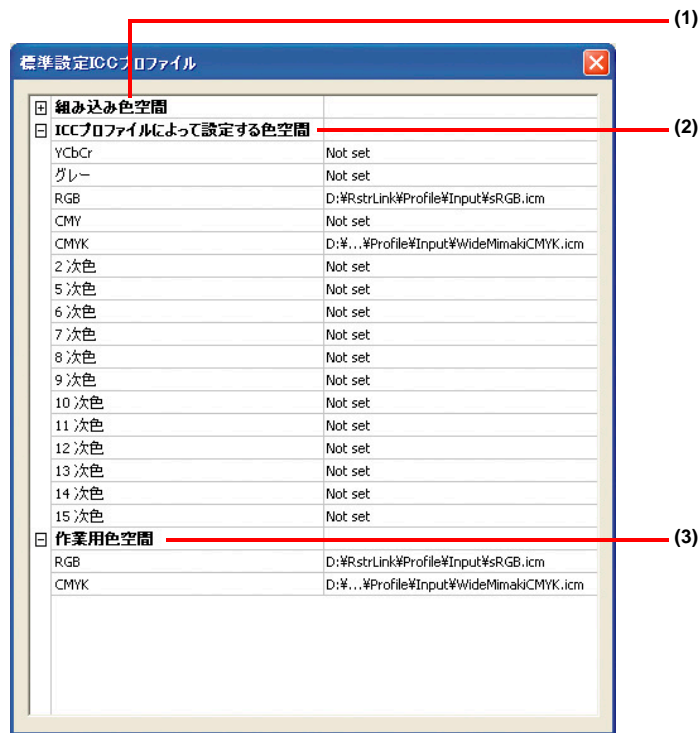 (1)
標準設定ICCプロファイル
組み込み色空間
ICCプロファイルによって設定する色空間
(2)
YCbCr Not set
グレー Not set
RGB D:¥RstrLink¥Profile¥Input¥sRGB.icm
CMY Not set
CMYK D:¥...¥Profile¥Input¥WideMimakiCMYK.icm
2 次色 Not set
5 次色 Not set
6 次色 Not set
7 次色 Not set
8 次色 Not set
9 次色 Not set
10 次色 Not set
11 次色 Not set
12 次色 Not set
13 次色 Not set
14 次色 Not set
15 次色 Not set
作業用色空間
(3)
RGB D:¥RstrLink¥Profile¥Input¥sRGB.icm
CMYK D:¥...¥Profile¥Input¥WideMimakiCMYK.icm